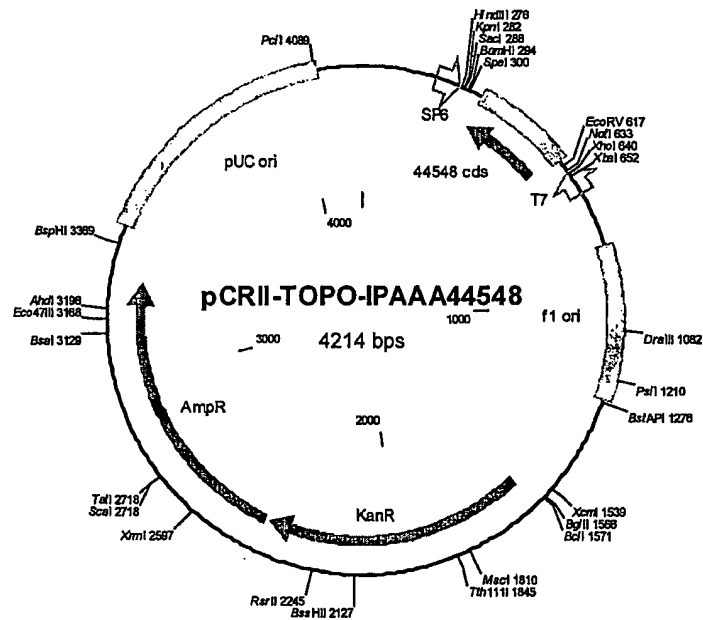 HindIII 276
KpnI 282
SacI 288
BamHI 294
SpeI 300
PciI 4089
SP6
EcoRV 617
NotI 633
XhoI 640
XbaI 652
pUC ori
44548 cds
T7
4000
BspHI 3369
pCRII-TOPO-IPAAA44548
4214 bps
1000
f1 ori
AhdI 3198
Eco47III 3168
BsaI 3129
3000
DraIII 1082
PsiI 1210
BstAPI 1276
AmpR
2000
TatI 2718
ScaI 2718
XmnI 2597
KanR
XcmI 1539
BglII 1568
BclI 1571
MscI 1810
Tth111I 1845
RsrII 2245
BssHII 2127